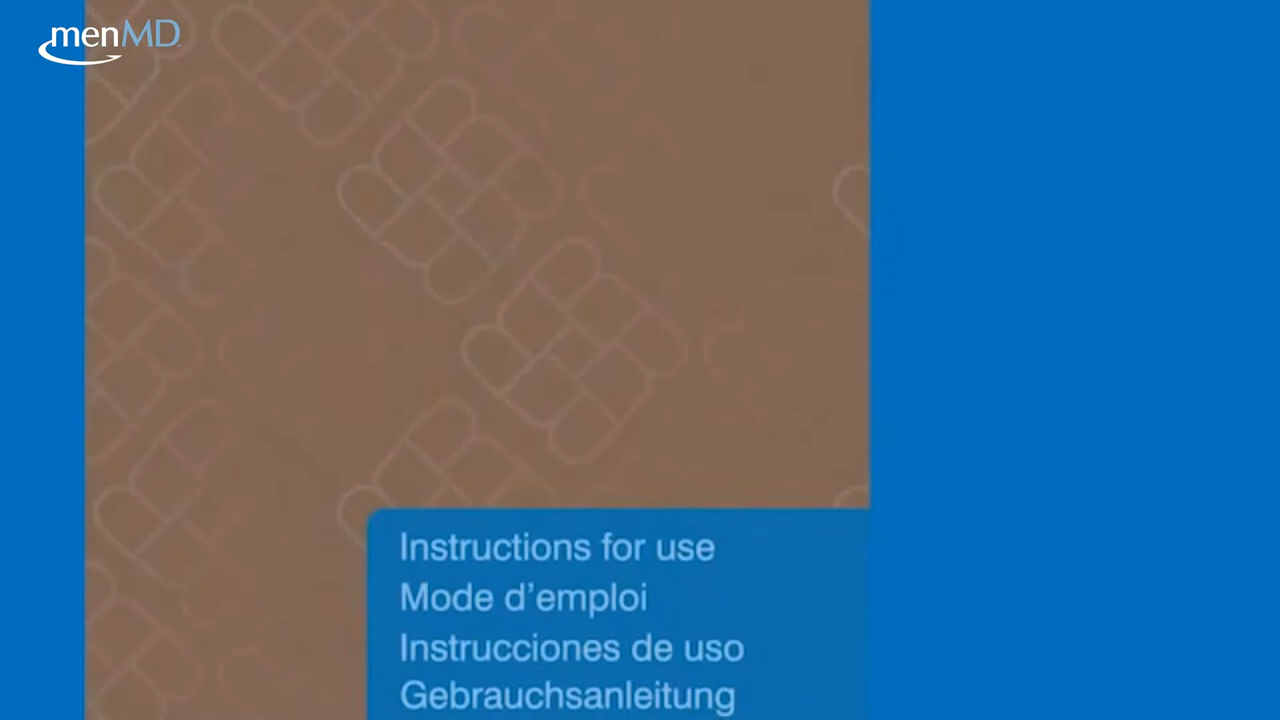 menMD
Instructions for use
Mode d'emploi
Instrucciones de uso
Gebrauchsanleitung